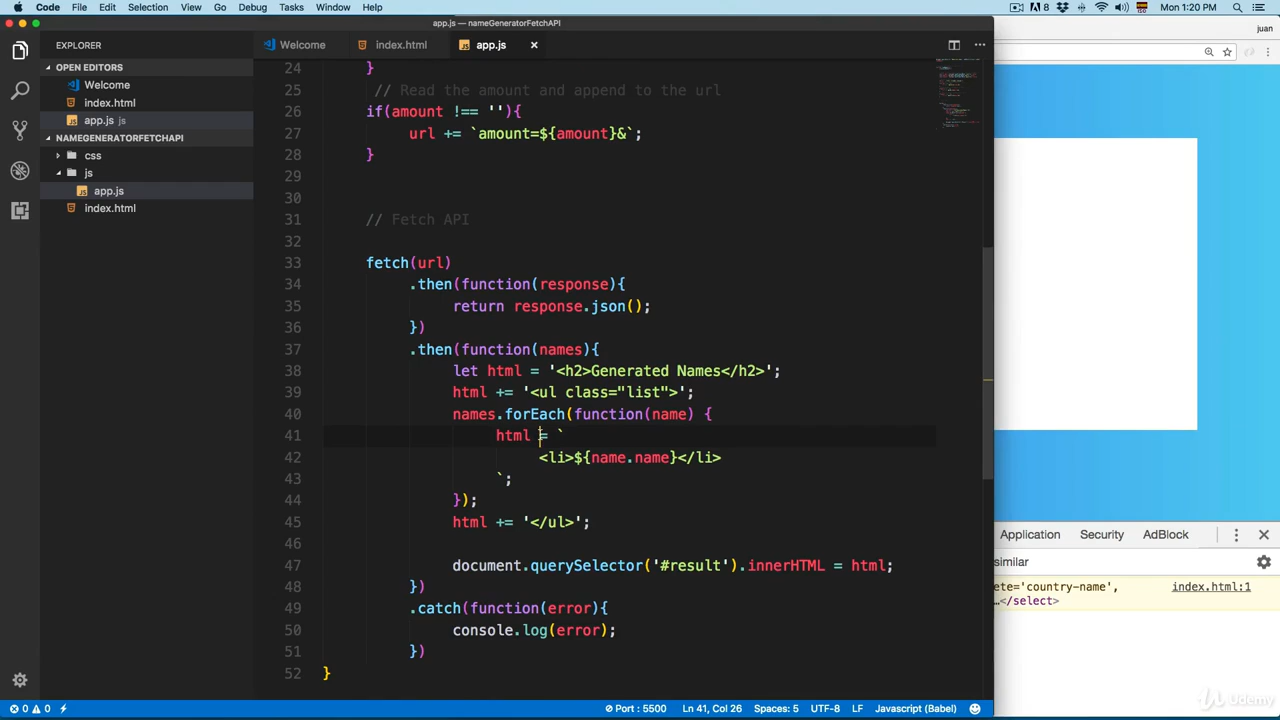 Code File Edit Selection View Go Debug Tasks Window Help 8 Mon 1:20 PM
app.js — nameGeneratorFetchAPI
juan
EXPLORER
Welcome index.html app.js
OPEN EDITORS
Welcome
index.html
app.js js
NAMEGENERATORFETCHAPI
css
js
app.js
index.html
24 }
25 // Read the amount and append to the url
26 if(amount !== ''){
27 url += `amount=${amount}&`;
28 }
29
30
31 // Fetch API
32
33 fetch(url)
34 .then(function(response){
35 return response.json();
36 })
37 .then(function(names){
38 let html = '<h2>Generated Names</h2>';
39 html += '<ul class="list">';
40 names.forEach(function(name) {
41 html = `
42 <li>${name.name}</li>
43 `;
44 });
45 html += '</ul>';
46
47 document.querySelector('#result').innerHTML = html;
48 })
49 .catch(function(error){
50 console.log(error);
51 })
52 }
Application Security AdBlock
similar
ete='country-name', index.html:1
…</select>
0 0 Port : 5500 Ln 41, Col 26 Spaces: 5 UTF-8 LF Javascript (Babel)
Udemy